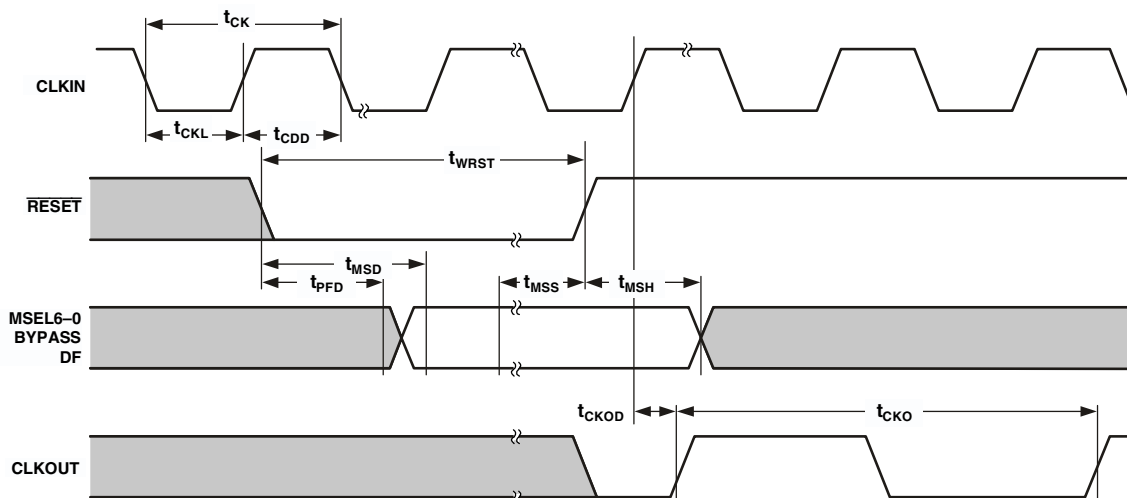 tCK
CLKIN
tCKL
tCDD
tWRST
RESET
tMSD
tPFD
tMSS
tMSH
MSEL6–0
BYPASS
DF
tCKOD
tCKO
CLKOUT